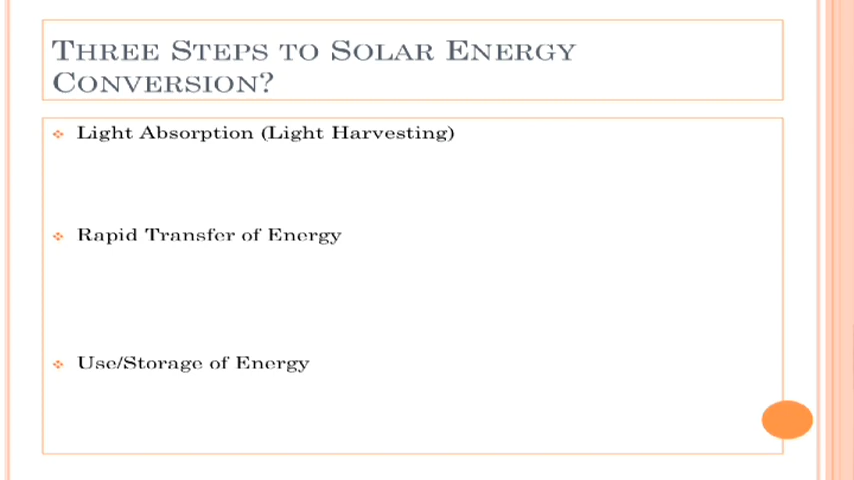 Three Steps to Solar Energy
Conversion?
Light Absorption (Light Harvesting)
Rapid Transfer of Energy
Use/Storage of Energy